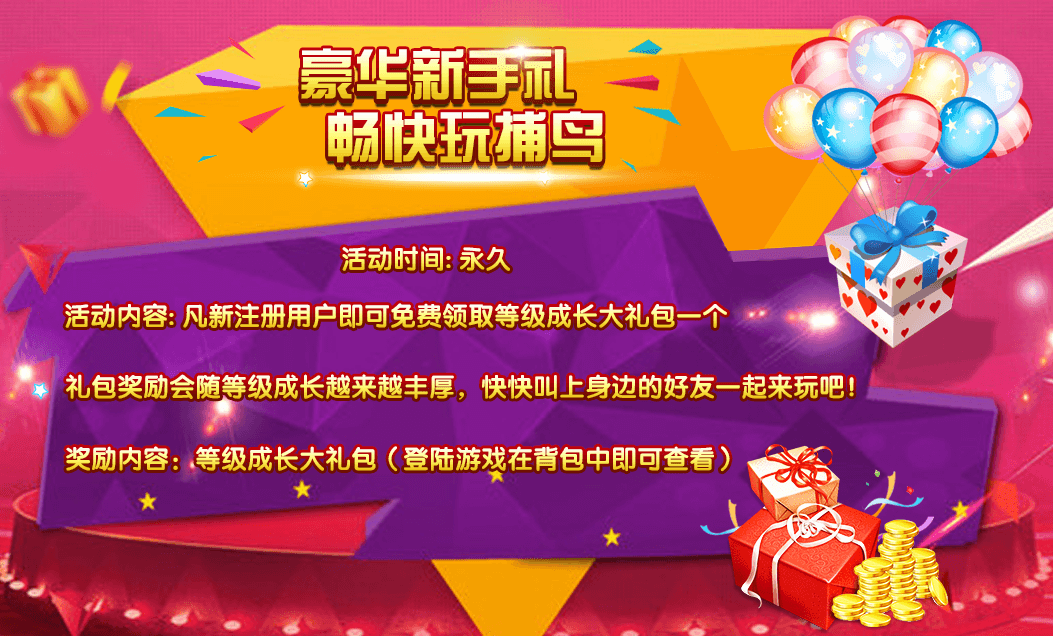 豪华新手礼
畅快玩捕鸟
活动时间: 永久
活动内容: 凡新注册用户即可免费领取等级成长大礼包一个
礼包奖励会随等级成长越来越丰厚，快快叫上身边的好友一起来玩吧！
奖励内容：等级成长大礼包（登陆游戏在背包中即可查看）